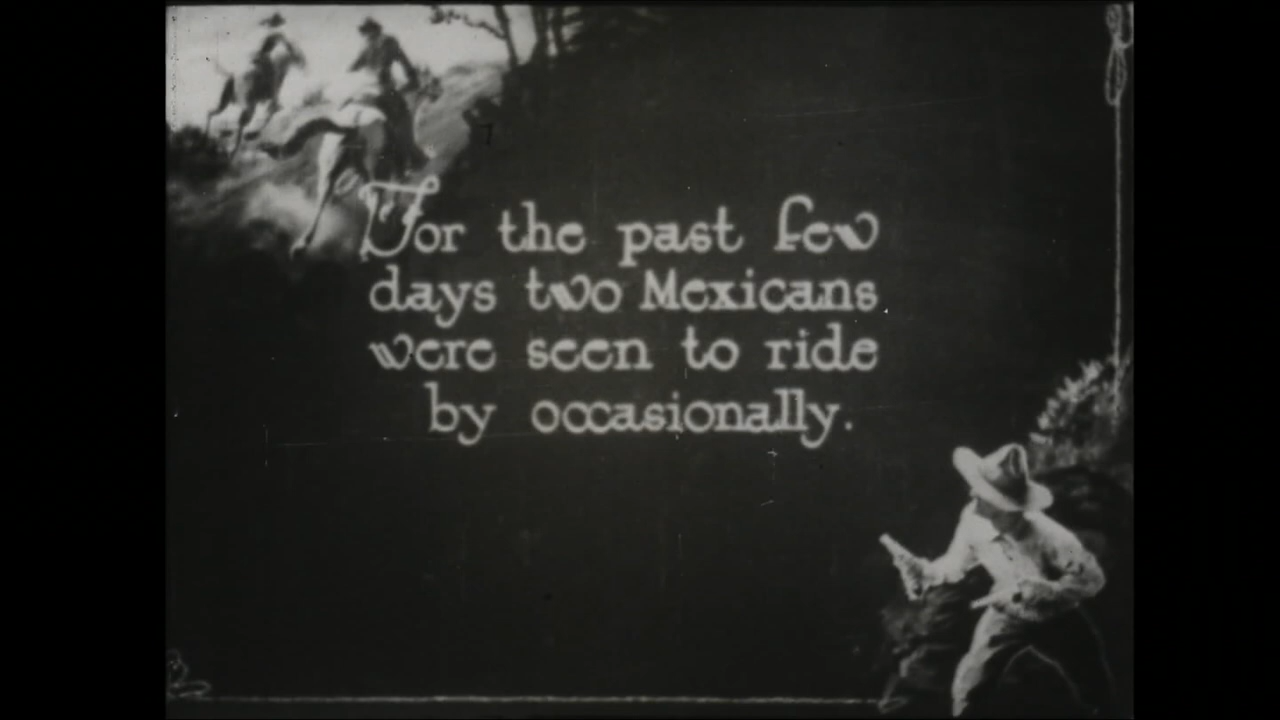 For the past few
days two Mexicans
were seen to ride
by occasionally.